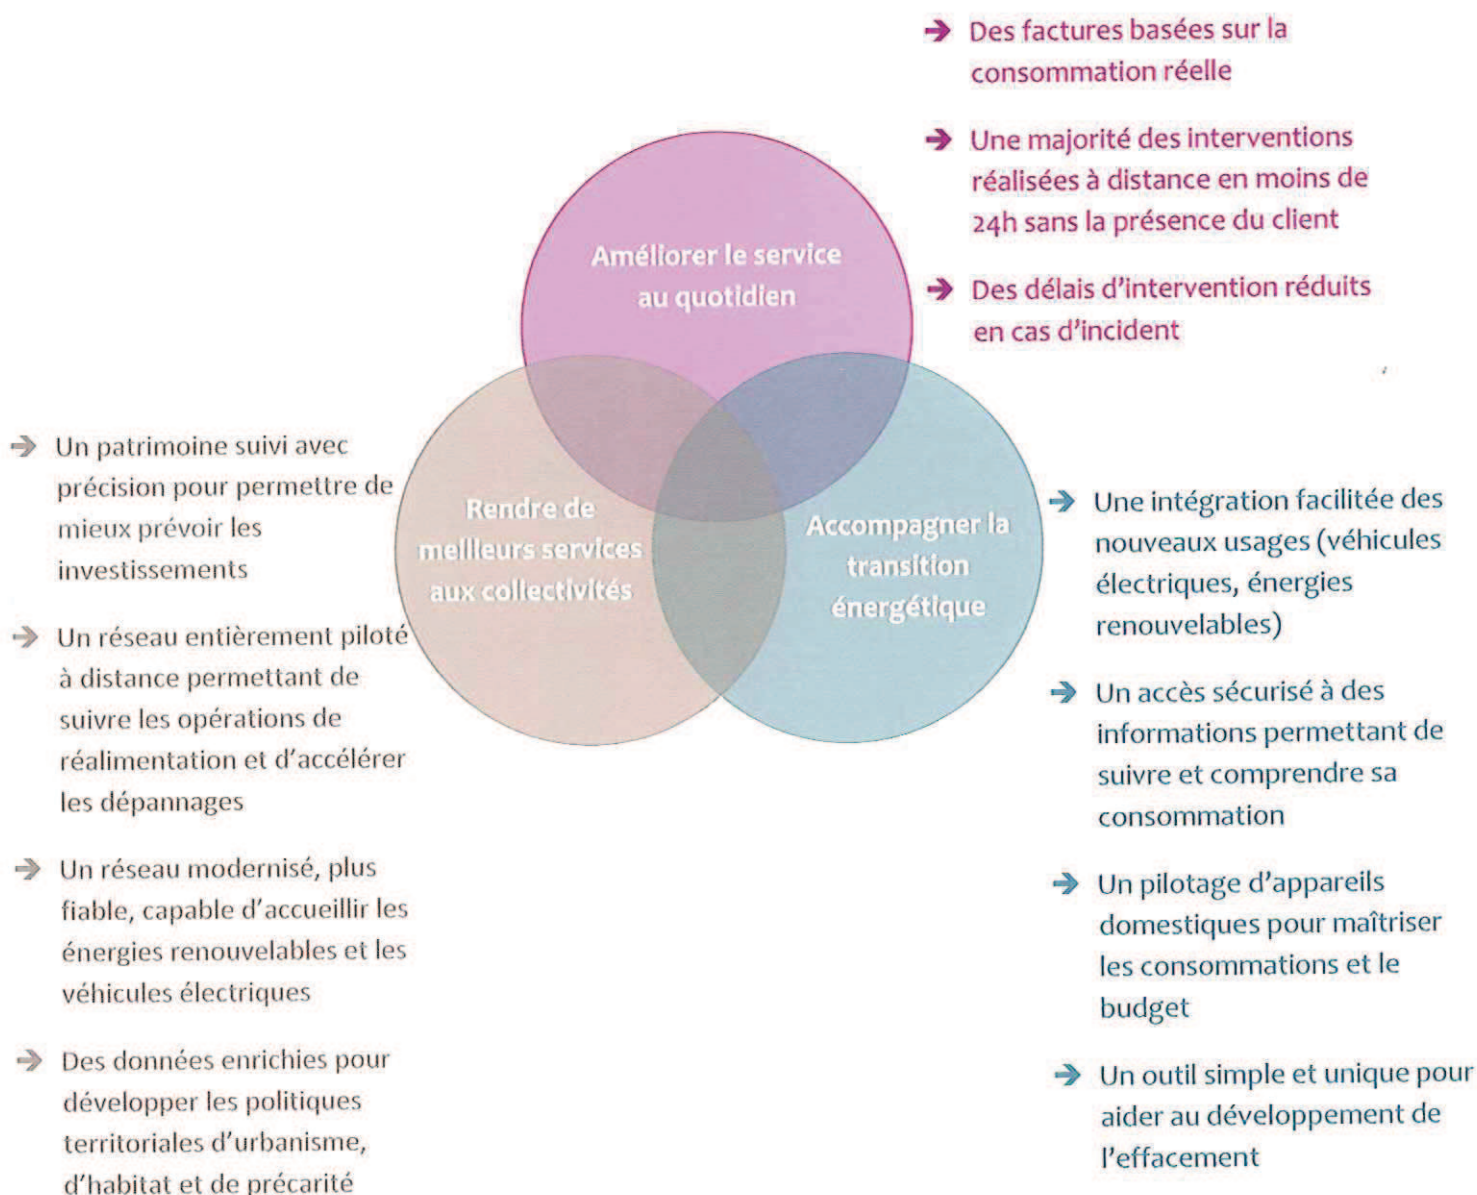 → Des factures basées sur la
consommation réelle
→ Une majorité des interventions
réalisées à distance en moins de
24h sans la présence du client
→ Des délais d'intervention réduits
en cas d'incident
Améliorer le service
au quotidien
Rendre de
meilleurs services
aux collectivités
Accompagner la
transition
énergétique
→ Un patrimoine suivi avec
précision pour permettre de
mieux prévoir les
investissements
→ Un réseau entièrement piloté
à distance permettant de
suivre les opérations de
réalimentation et d'accélérer
les dépannages
→ Un réseau modernisé, plus
fiable, capable d'accueillir les
énergies renouvelables et les
véhicules électriques
→ Des données enrichies pour
développer les politiques
territoriales d'urbanisme,
d'habitat et de précarité
→ Une intégration facilitée des
nouveaux usages (véhicules
électriques, énergies
renouvelables)
→ Un accès sécurisé à des
informations permettant de
suivre et comprendre sa
consommation
→ Un pilotage d'appareils
domestiques pour maîtriser
les consommations et le
budget
→ Un outil simple et unique pour
aider au développement de
l'effacement